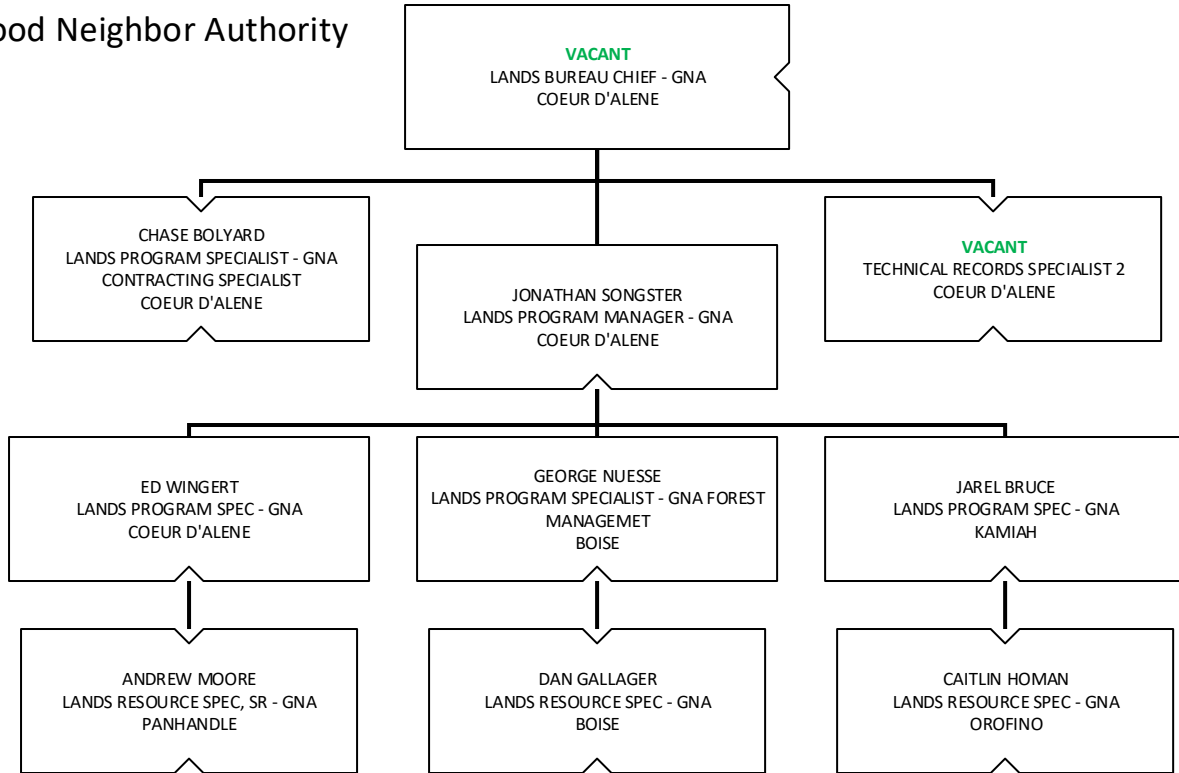 ood Neighbor Authority
VACANT
LANDS BUREAU CHIEF - GNA
COEUR D'ALENE
CHASE BOLYARD
LANDS PROGRAM SPECIALIST - GNA
CONTRACTING SPECIALIST
COEUR D'ALENE
JONATHAN SONGSTER
LANDS PROGRAM MANAGER - GNA
COEUR D'ALENE
VACANT
TECHNICAL RECORDS SPECIALIST 2
COEUR D'ALENE
ED WINGERT
LANDS PROGRAM SPEC - GNA
COEUR D'ALENE
GEORGE NUESSE
LANDS PROGRAM SPECIALIST - GNA FOREST
MANAGEMET
BOISE
JAREL BRUCE
LANDS PROGRAM SPEC - GNA
KAMIAH
ANDREW MOORE
LANDS RESOURCE SPEC, SR - GNA
PANHANDLE
DAN GALLAGER
LANDS RESOURCE SPEC - GNA
BOISE
CAITLIN HOMAN
LANDS RESOURCE SPEC - GNA
OROFINO